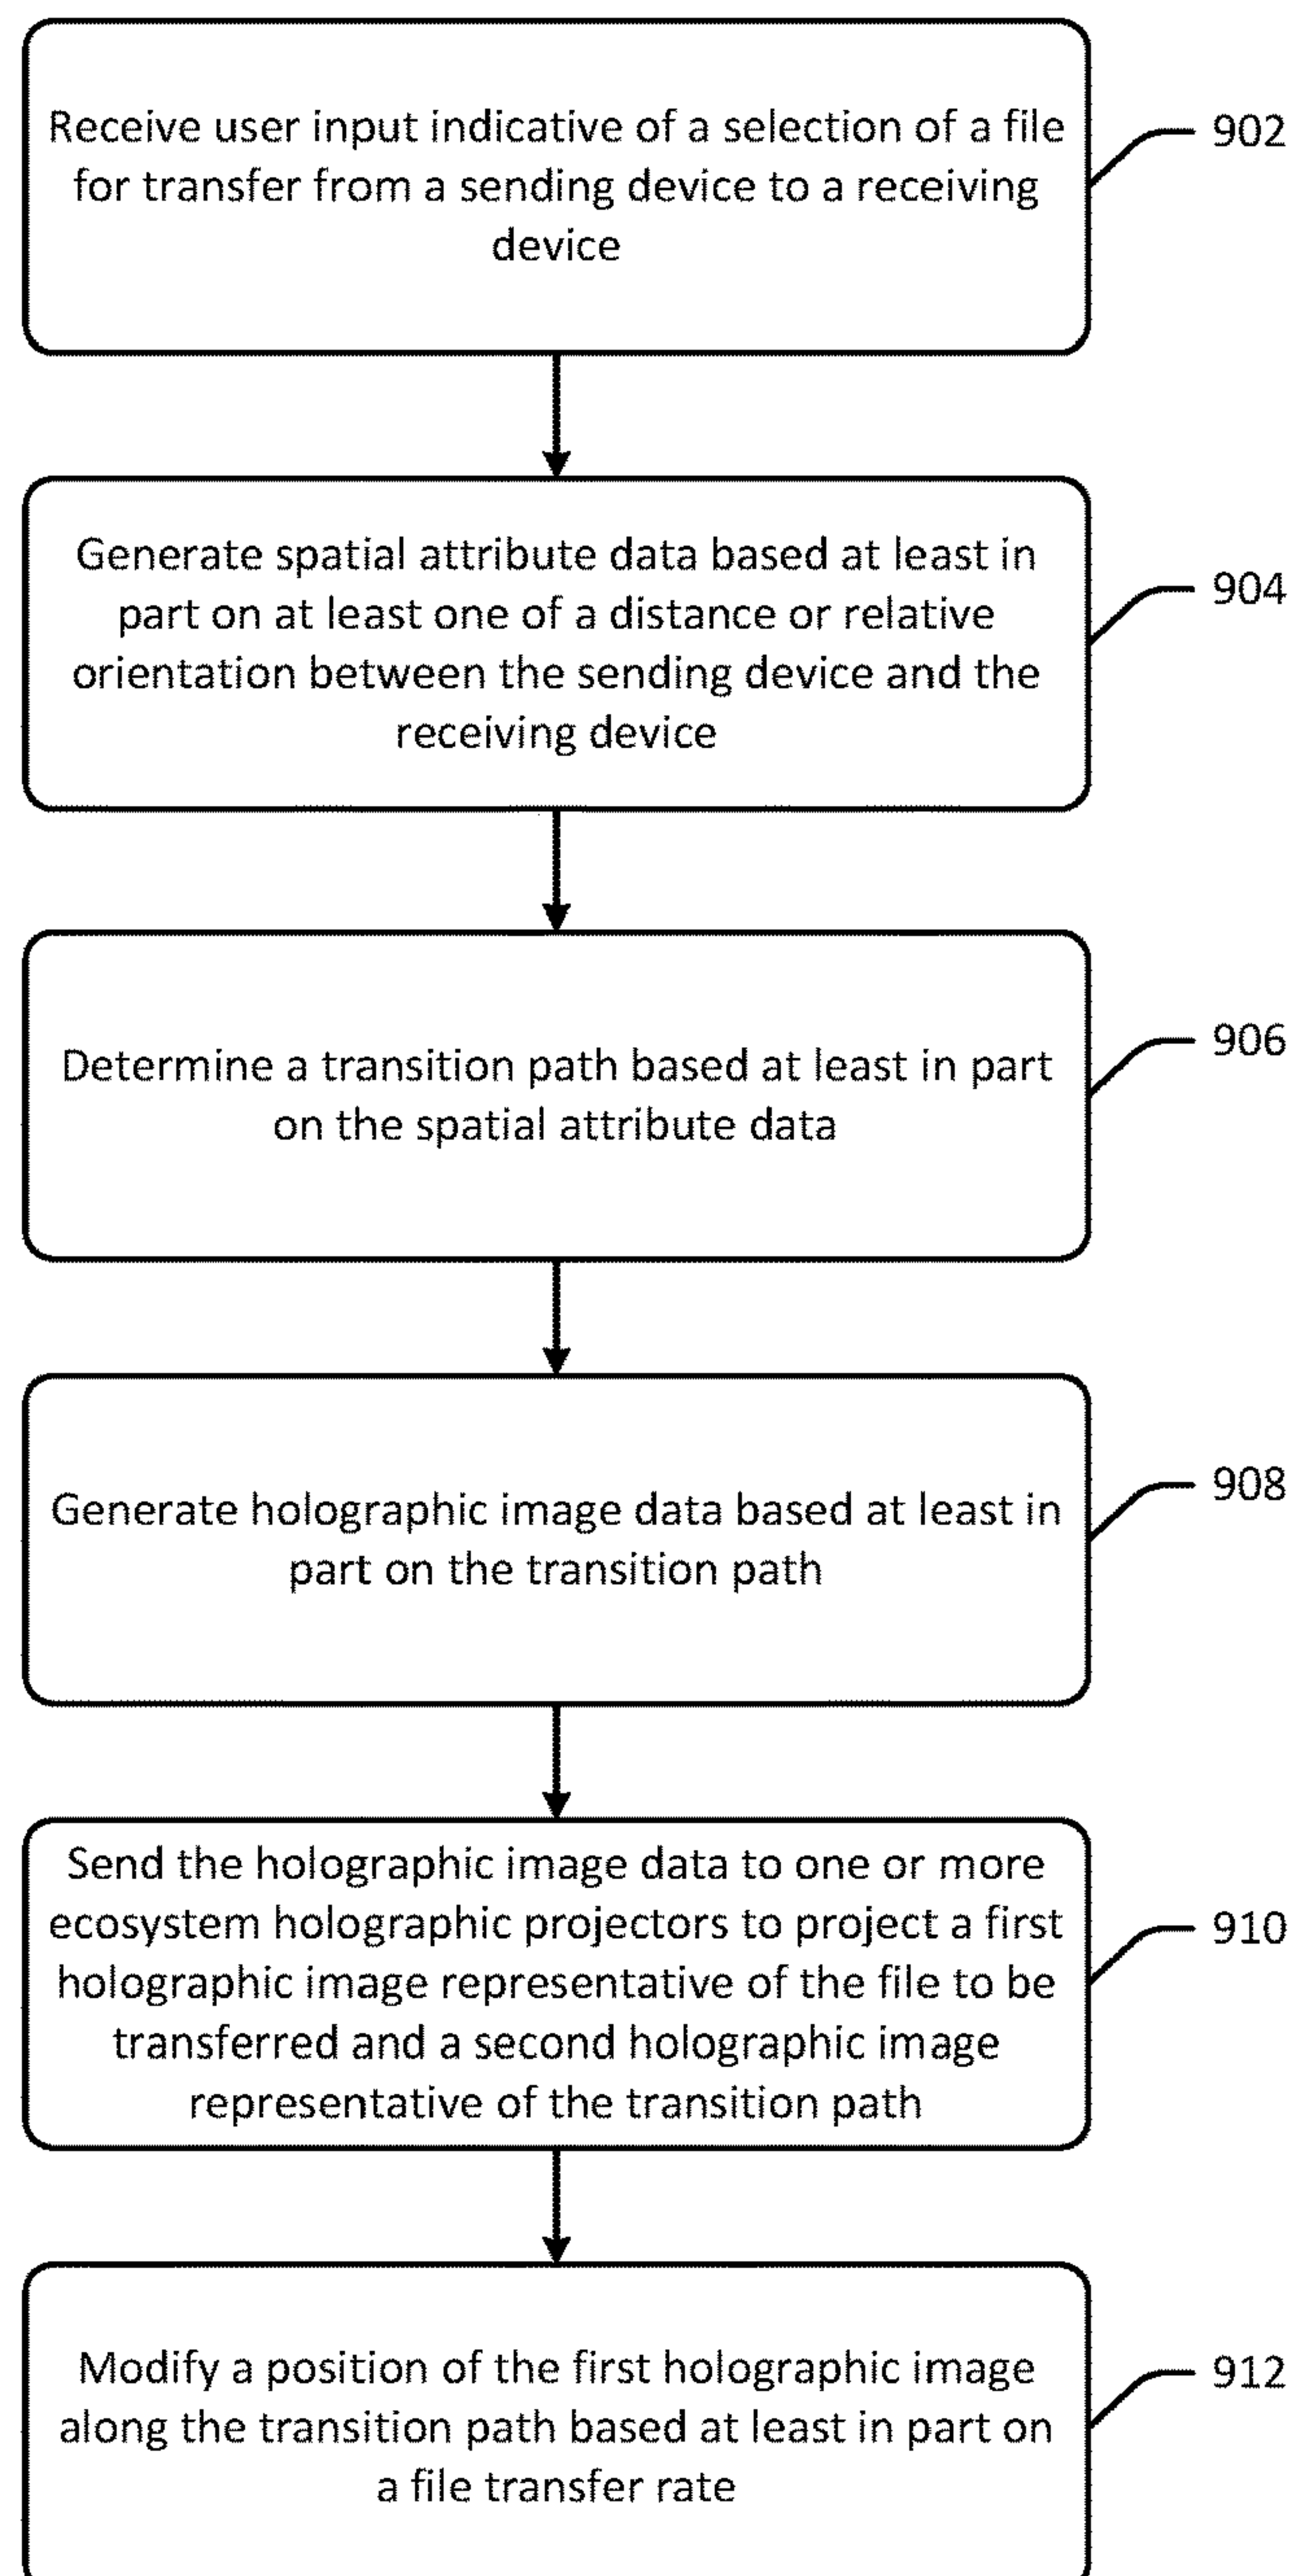 Receive user input indicative of a selection of a file
for transfer from a sending device to a receiving
device
902
Generate spatial attribute data based at least in
part on at least one of a distance or relative
orientation between the sending device and the
receiving device
904
Determine a transition path based at least in part
on the spatial attribute data
906
Generate holographic image data based at least in
part on the transition path
908
Send the holographic image data to one or more
ecosystem holographic projectors to project a first
holographic image representative of the file to be
transferred and a second holographic image
representative of the transition path
910
Modify a position of the first holographic image
along the transition path based at least in part on
a file transfer rate
912